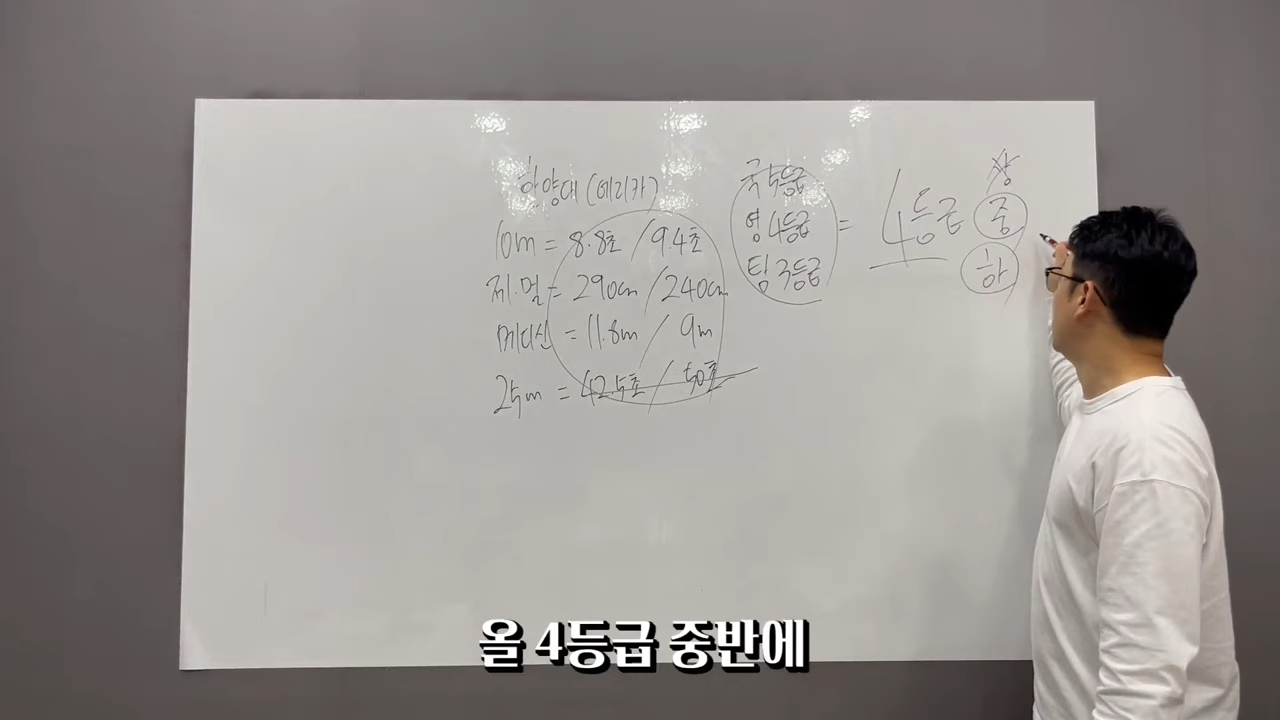 한양대(에리카)
10m = 8.8초 / 9.4초
제.멀 = 290cm / 240cm
메디신 = 11.8m / 9m
25m = 42.5초 / 50초
국 5등급
영 4등급
탐 3등급
= 4등급
상
중
하
올 4등급 중반에